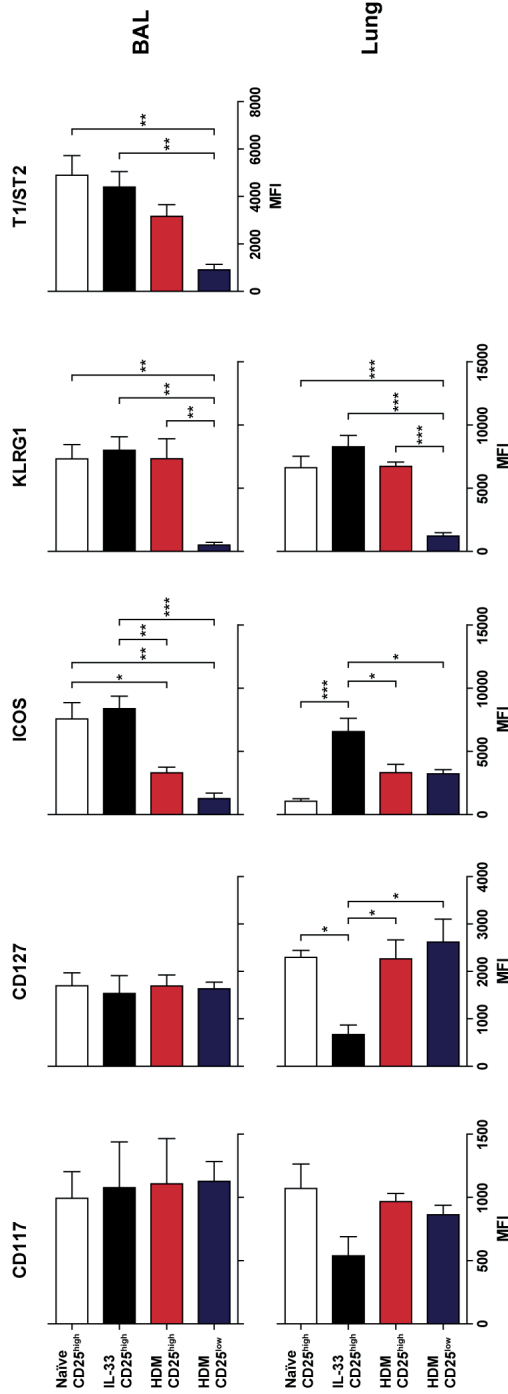 CD117
CD127
ICOS
KLRG1
T1/ST2
Naïve
CD25high
IL-33
CD25high
HDM
CD25high
HDM
CD25low
*
**
**
***
**
**
**
**
**
0 2000 4000 6000 8000
MFI
BAL
Naïve
CD25high
IL-33
CD25high
HDM
CD25high
HDM
CD25low
0 500 1000 1500
MFI
*
*
*
0 1000 2000 3000 4000
MFI
***
*
*
0 5000 10000 15000
MFI
***
***
***
0 5000 10000 15000
MFI
Lung